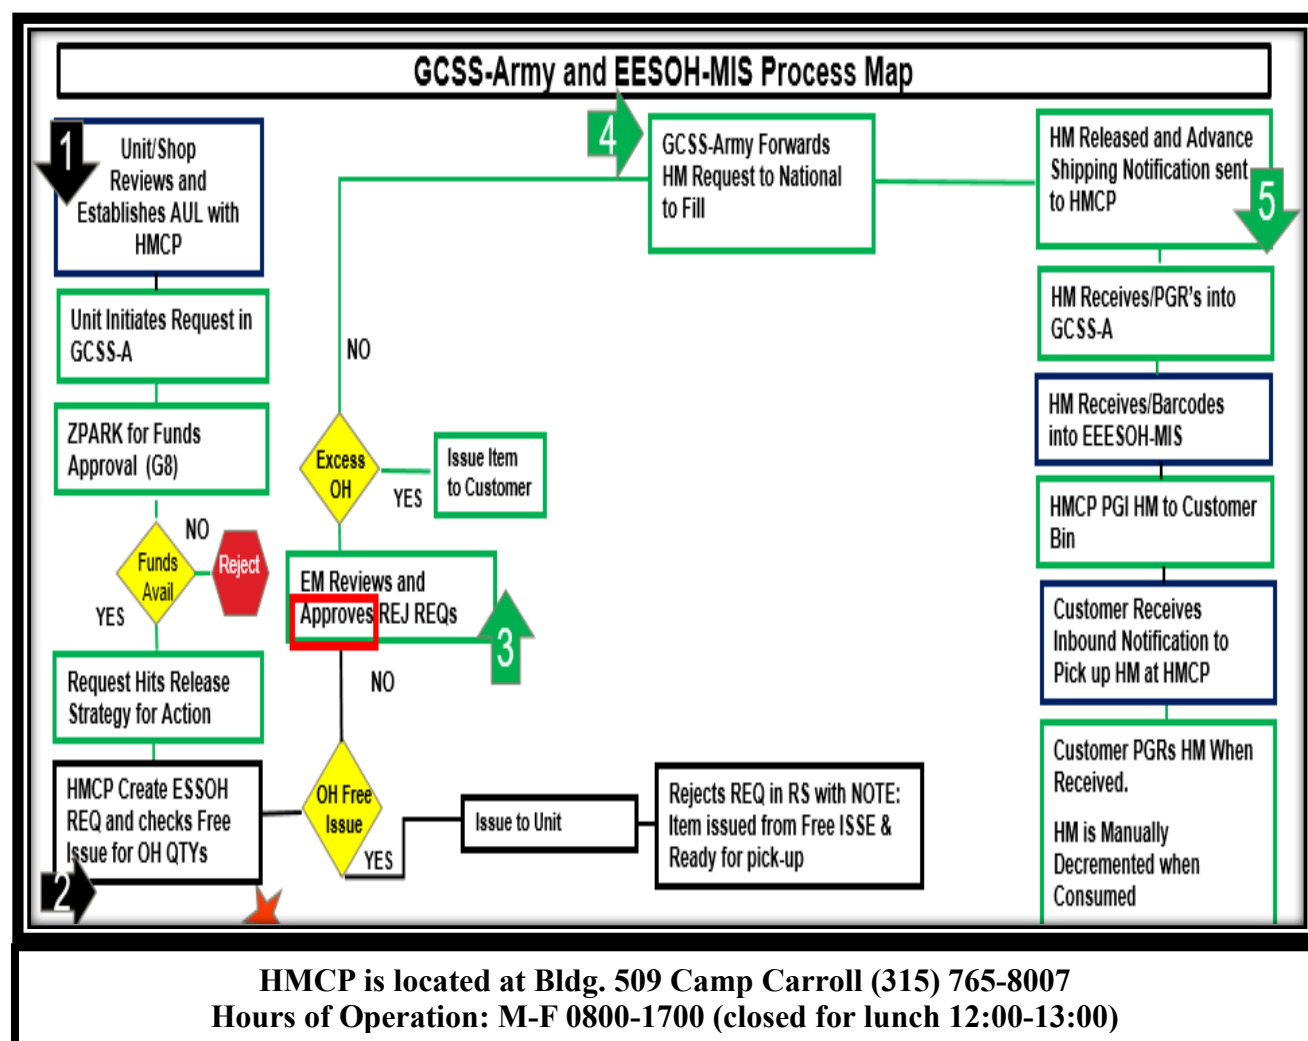 GCSS-Army and EESOH-MIS Process Map
1
Unit/Shop
Reviews and
Establishes AUL with
HMCP
Unit Initiates Request in
GCSS-A
ZPARK for Funds
Approval (G8)
Funds
Avail
NO
Reject
YES
Request Hits Release
Strategy for Action
HMCP Create ESSOH
REQ and checks Free
Issue for OH QTYs
2
OH Free
Issue
YES
Issue to Unit
Rejects REQ in RS with NOTE:
Item issued from Free ISSE &
Ready for pick-up
NO
EM Reviews and
Approves REJ REQs
3
Excess
OH
YES
Issue Item
to Customer
NO
4
GCSS-Army Forwards
HM Request to National
to Fill
HM Released and Advance
Shipping Notification sent
to HMCP
5
HM Receives/PGR's into
GCSS-A
HM Receives/Barcodes
into EEESOH-MIS
HMCP PGI HM to Customer
Bin
Customer Receives
Inbound Notification to
Pick up HM at HMCP
Customer PGRs HM When
Received.
HM is Manually
Decremented when
Consumed
HMCP is located at Bldg. 509 Camp Carroll (315) 765-8007
Hours of Operation: M-F 0800-1700 (closed for lunch 12:00-13:00)